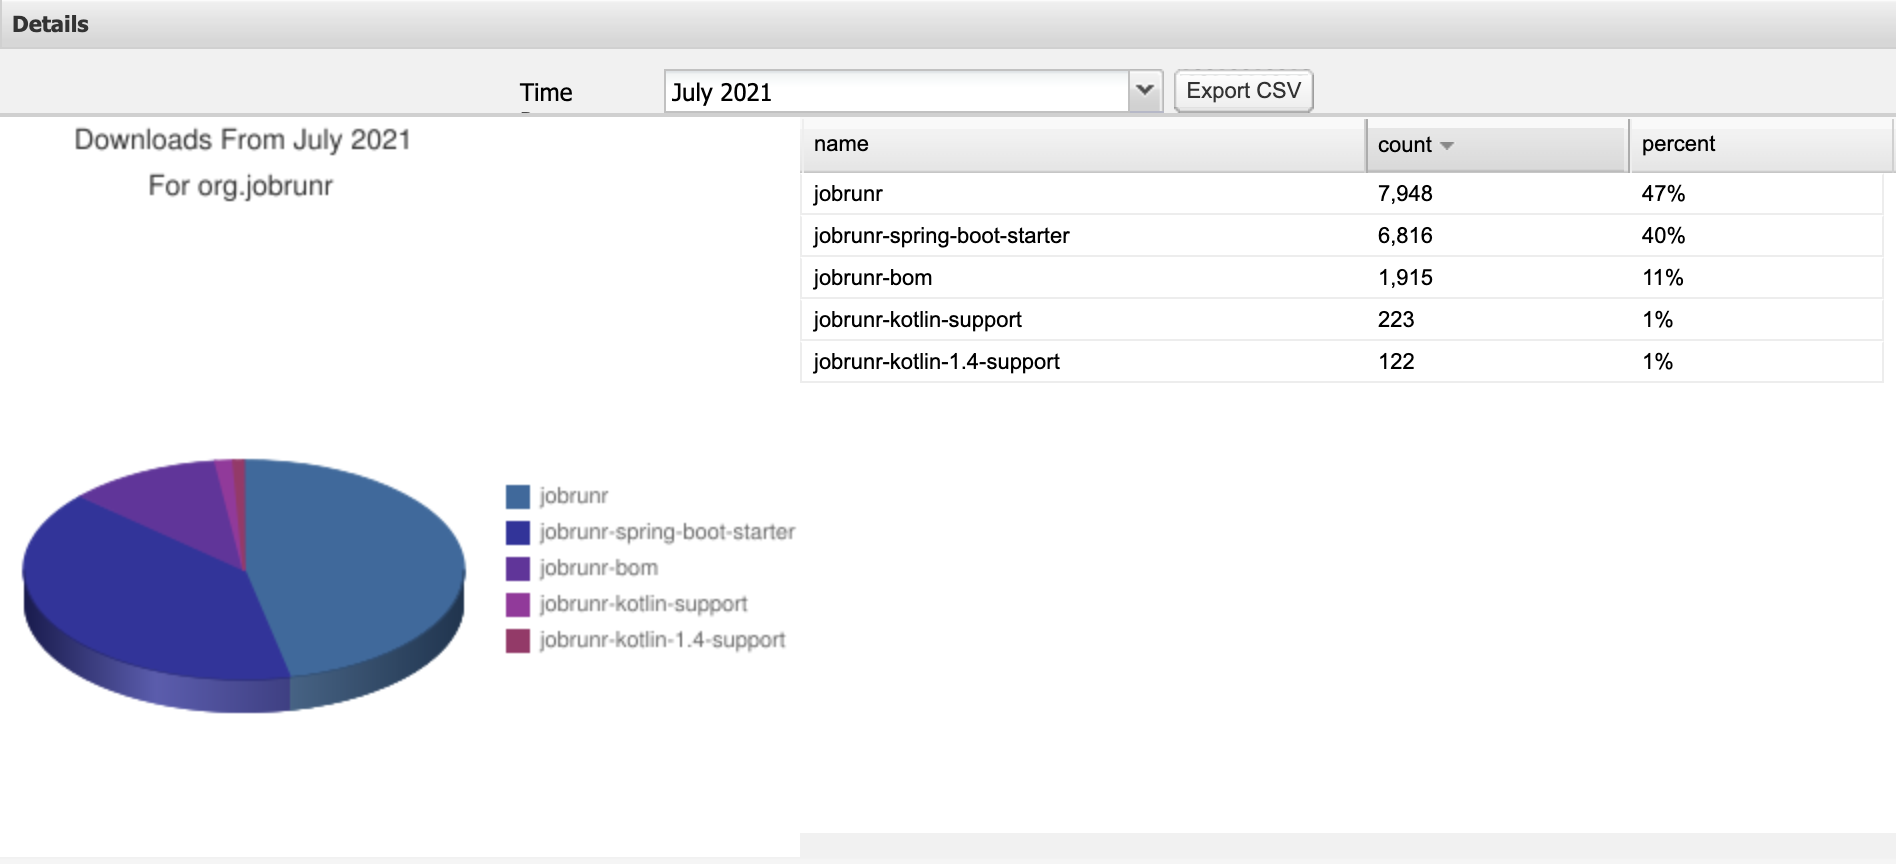 Details
Time
July 2021
Export CSV
Downloads From July 2021
For org.jobrunr
name count percent
jobrunr 7,948 47%
jobrunr-spring-boot-starter 6,816 40%
jobrunr-bom 1,915 11%
jobrunr-kotlin-support 223 1%
jobrunr-kotlin-1.4-support 122 1%
jobrunr
jobrunr-spring-boot-starter
jobrunr-bom
jobrunr-kotlin-support
jobrunr-kotlin-1.4-support